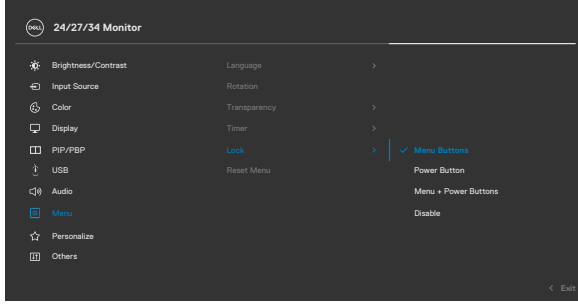 DELL 24/27/34 Monitor
Brightness/Contrast
Input Source
Color
Display
PIP/PBP
USB
Audio
Menu
Personalize
Others
Language >
Rotation
Transparency >
Timer >
Lock >
Reset Menu
✓ Menu Buttons
Power Button
Menu + Power Buttons
Disable
< Exit